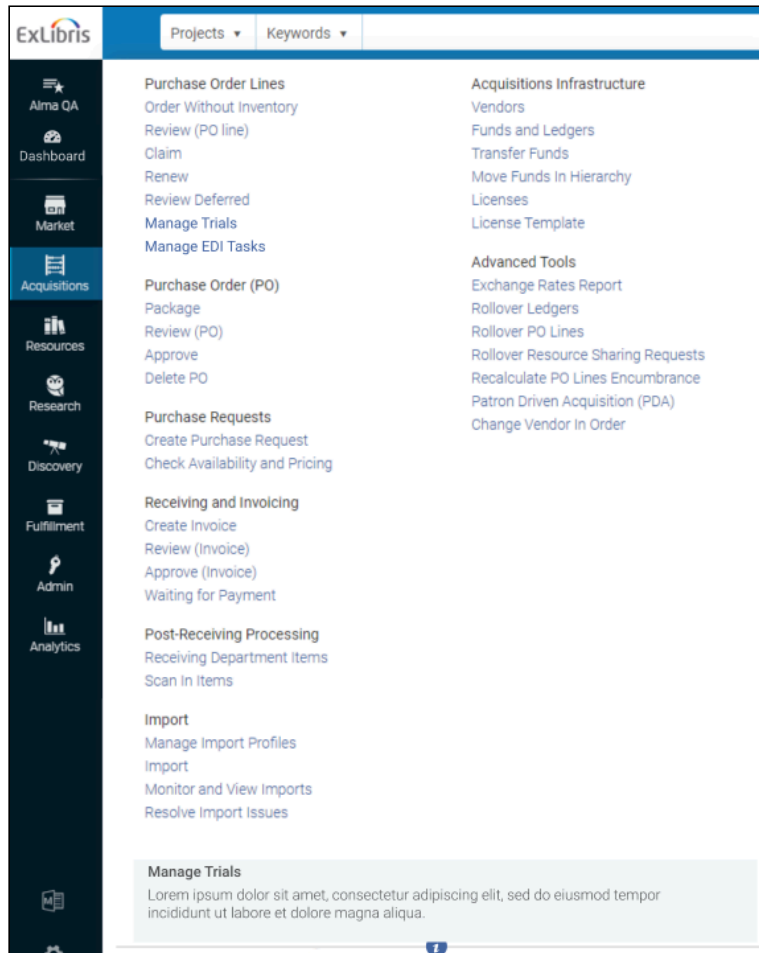 ExLibris
Projects
Keywords
Alma QA
Dashboard
Market
Acquisitions
Resources
Research
Discovery
Fulfillment
Admin
Analytics
Purchase Order Lines
Order Without Inventory
Review (PO line)
Claim
Renew
Review Deferred
Manage Trials
Manage EDI Tasks
Purchase Order (PO)
Package
Review (PO)
Approve
Delete PO
Purchase Requests
Create Purchase Request
Check Availability and Pricing
Receiving and Invoicing
Create Invoice
Review (Invoice)
Approve (Invoice)
Waiting for Payment
Post-Receiving Processing
Receiving Department Items
Scan In Items
Import
Manage Import Profiles
Import
Monitor and View Imports
Resolve Import Issues
Acquisitions Infrastructure
Vendors
Funds and Ledgers
Transfer Funds
Move Funds In Hierarchy
Licenses
License Template
Advanced Tools
Exchange Rates Report
Rollover Ledgers
Rollover PO Lines
Rollover Resource Sharing Requests
Recalculate PO Lines Encumbrance
Patron Driven Acquisition (PDA)
Change Vendor In Order
Manage Trials
Lorem ipsum dolor sit amet, consectetur adipiscing elit, sed do eiusmod tempor
incididunt ut labore et dolore magna aliqua.
M
i